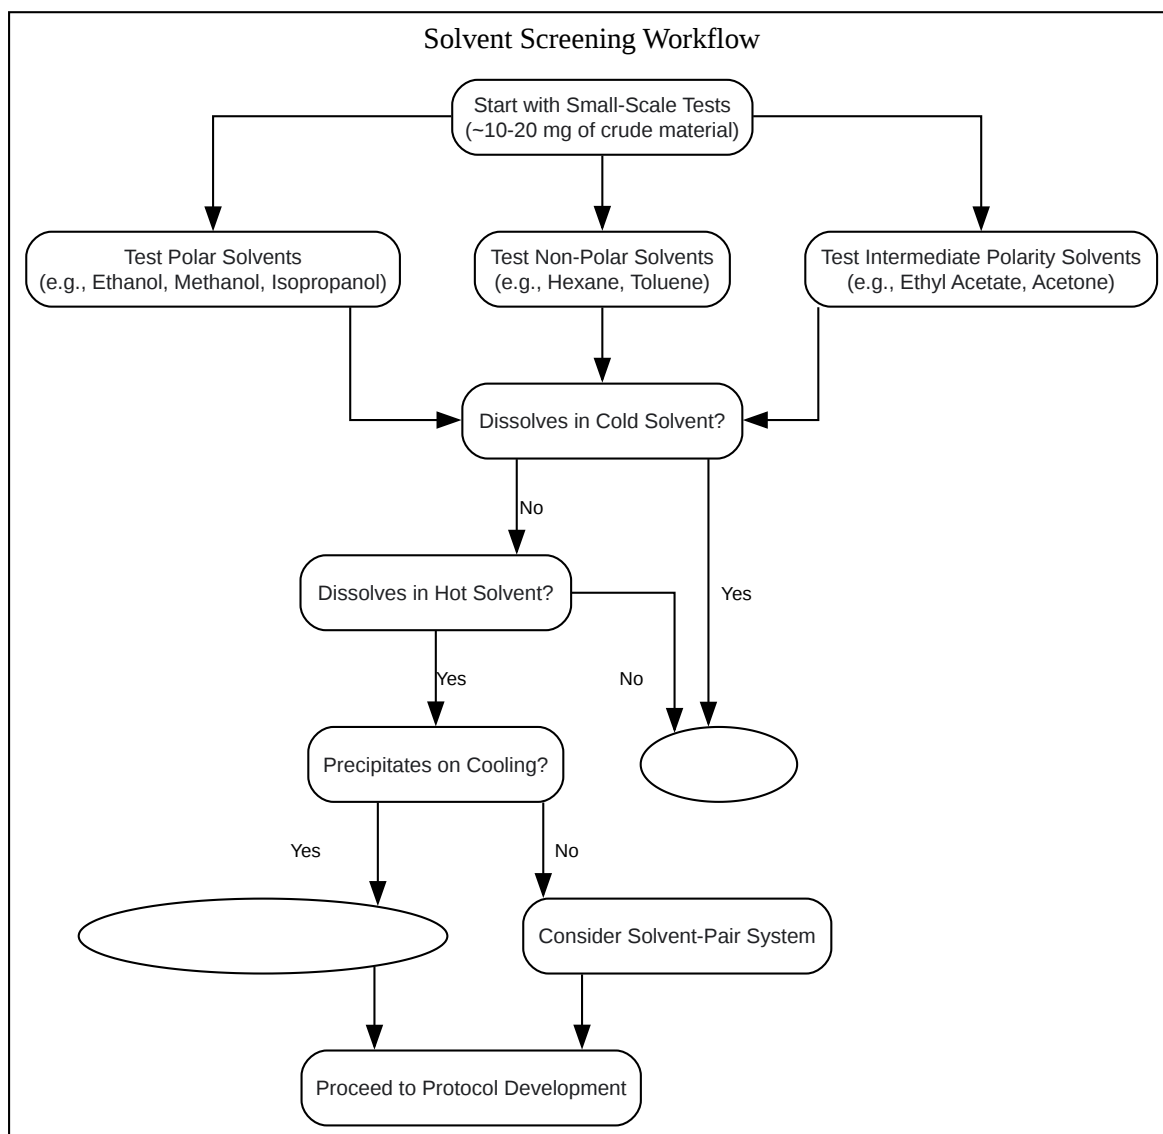 Solvent Screening Workflow
Start with Small-Scale Tests
(~10-20 mg of crude material)
Test Polar Solvents
(e.g., Ethanol, Methanol, Isopropanol)
Test Non-Polar Solvents
(e.g., Hexane, Toluene)
Test Intermediate Polarity Solvents
(e.g., Ethyl Acetate, Acetone)
Dissolves in Cold Solvent?
No
Dissolves in Hot Solvent?
Yes
Yes
No
Precipitates on Cooling?
Yes
No
Consider Solvent-Pair System
Proceed to Protocol Development